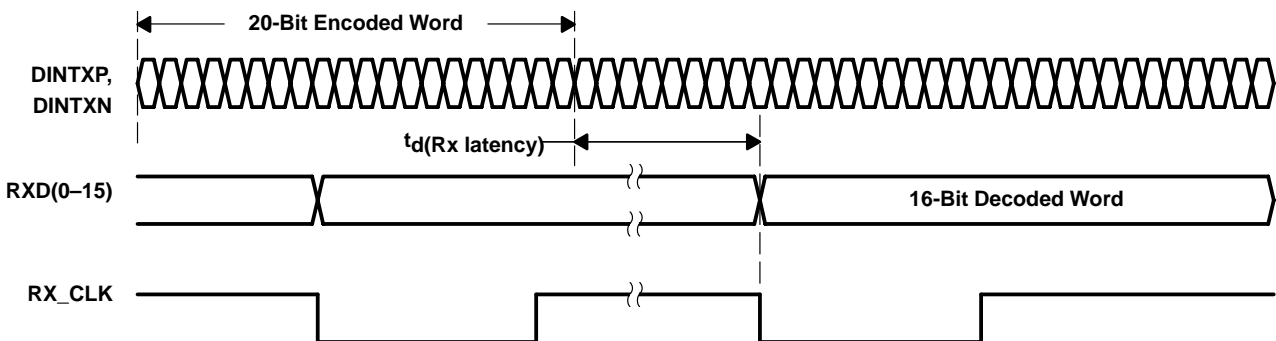 20-Bit Encoded Word
DINTXP,
DINTXN
td(Rx latency)
RXD(0–15)
16-Bit Decoded Word
RX_CLK